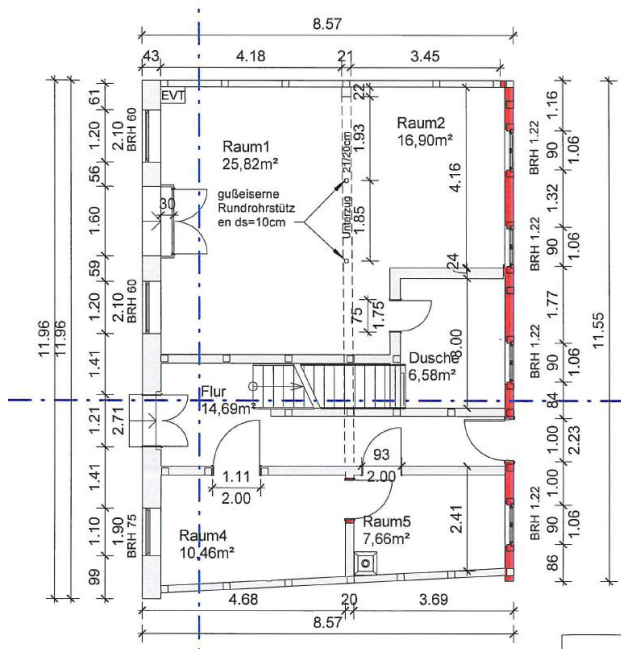 8.57
43
4.18
21
3.45
EVT
22
61
1.20
2.10
BRH 60
56
1.60
30
59
1.20
2.10
BRH 60
1.41
1.21
2.71
1.41
1.10
1.90
BRH 75
99
11.96
11.96
Raum1
25,82m²
gußeiserne
Rundrohrstütz
en ds=10cm
1.93
21/20cm
Unterzug
1.85
Raum2
16,90m²
4.16
24
75
1.75
Dusche
6,58m²
Flur
14,69m²
93
2.00
1.11
2.00
Raum4
10,46m²
Raum5
7,66m²
2.41
1.16
BRH 1.22
90
1.06
1.32
BRH 1.22
90
1.06
1.77
BRH 1.22
90
1.06
84
1.00
2.23
1.00
BRH 1.22
90
1.06
86
11.55
4.68
20
3.69
8.57